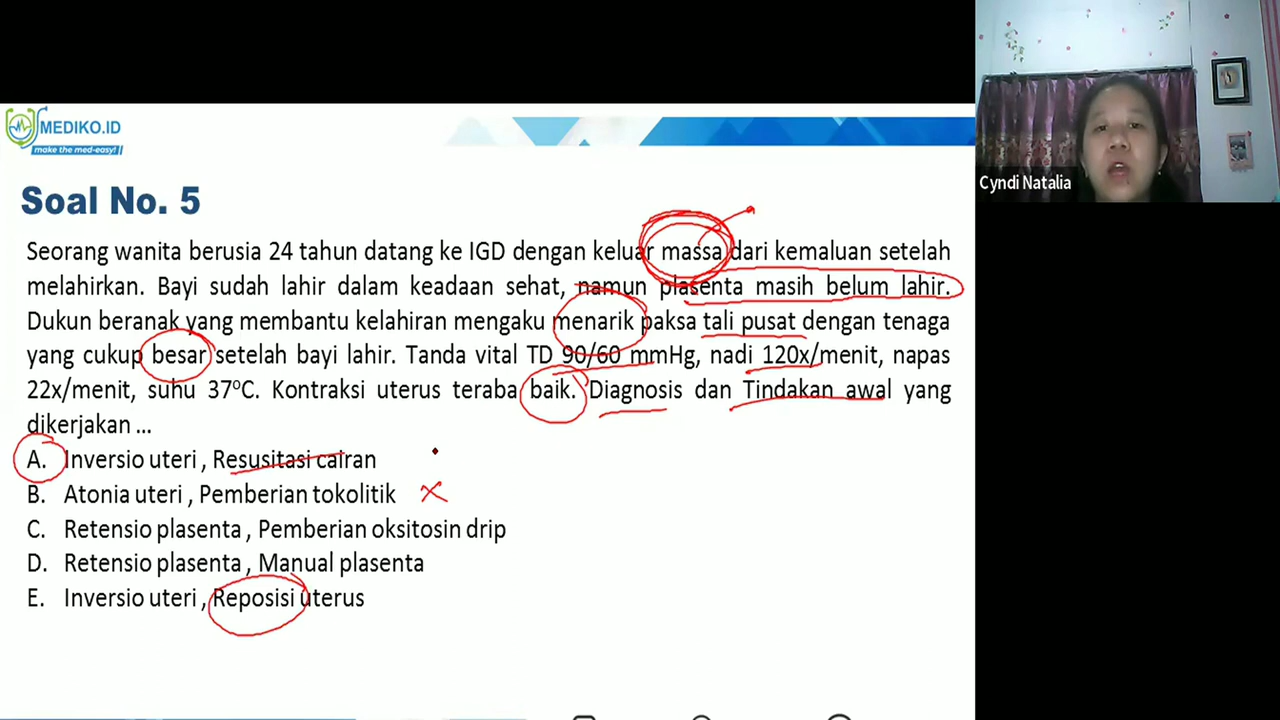 MEDIKO.ID
make the med-easy!
Cyndi Natalia
Soal No. 5
Seorang wanita berusia 24 tahun datang ke IGD dengan keluar massa dari kemaluan setelah
melahirkan. Bayi sudah lahir dalam keadaan sehat, namun plasenta masih belum lahir.
Dukun beranak yang membantu kelahiran mengaku menarik paksa tali pusat dengan tenaga
yang cukup besar setelah bayi lahir. Tanda vital TD 90/60 mmHg, nadi 120x/menit, napas
22x/menit, suhu 37°C. Kontraksi uterus teraba baik. Diagnosis dan Tindakan awal yang
dikerjakan ...
A. Inversio uteri , Resusitasi cairan
B. Atonia uteri , Pemberian tokolitik
C. Retensio plasenta , Pemberian oksitosin drip
D. Retensio plasenta , Manual plasenta
E. Inversio uteri , Reposisi uterus